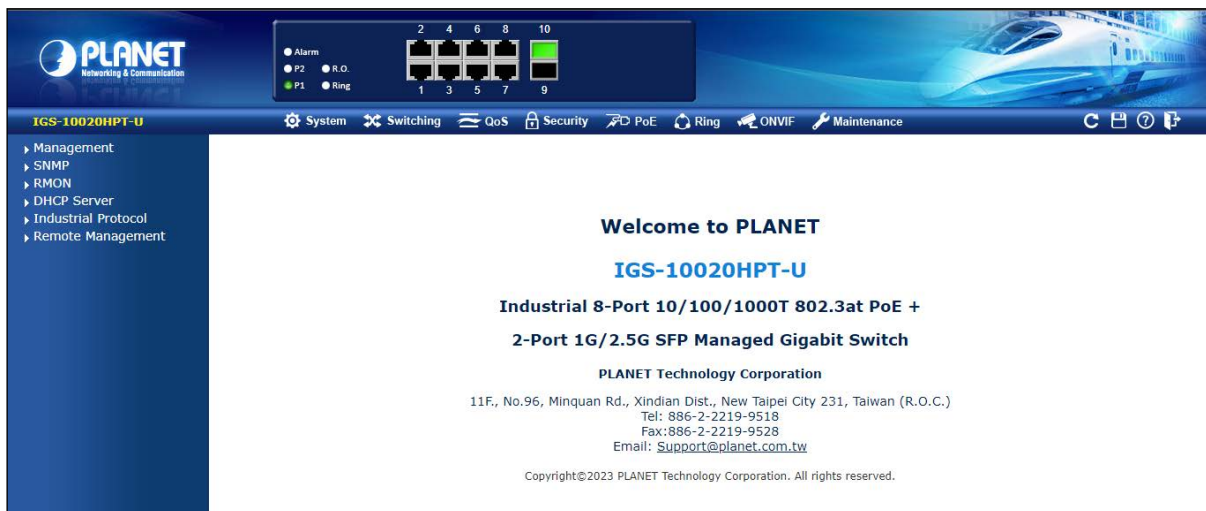 PLANET
Networking & Communication
2 4 6 8 10
Alarm
P2 R.O.
P1 Ring
1 3 5 7 9
IGS-10020HPT-U
System Switching QoS Security PoE Ring ONVIF Maintenance
Management
SNMP
RMON
DHCP Server
Industrial Protocol
Remote Management
Welcome to PLANET
IGS-10020HPT-U
Industrial 8-Port 10/100/1000T 802.3at PoE +
2-Port 1G/2.5G SFP Managed Gigabit Switch
PLANET Technology Corporation
11F., No.96, Minquan Rd., Xindian Dist., New Taipei City 231, Taiwan (R.O.C.)
Tel: 886-2-2219-9518
Fax:886-2-2219-9528
Email: Support@planet.com.tw
Copyright©2023 PLANET Technology Corporation. All rights reserved.